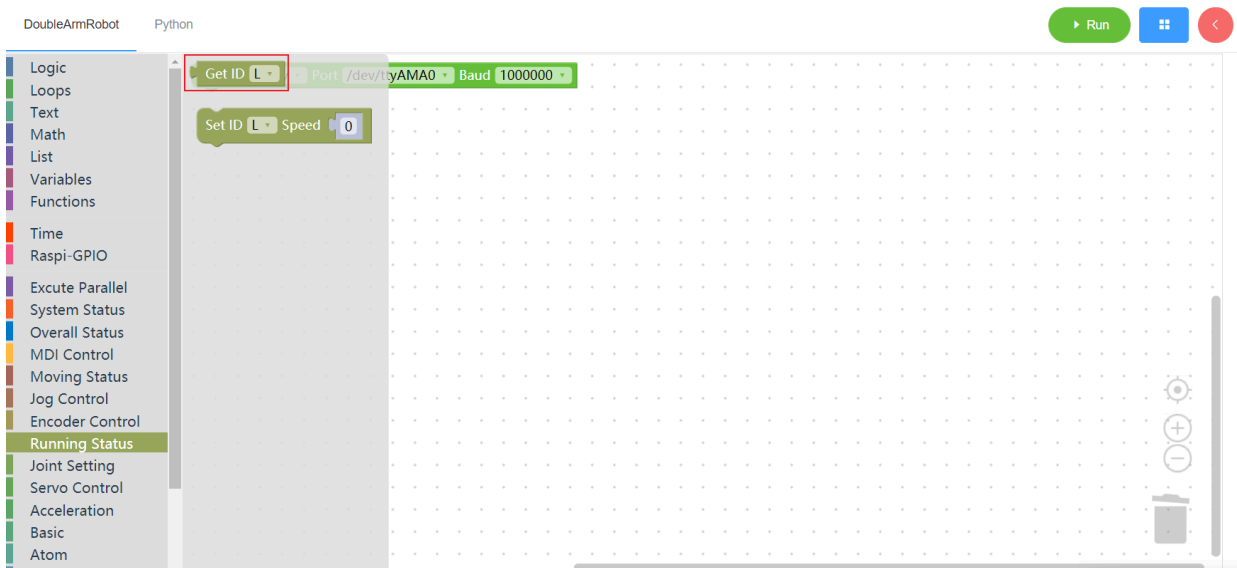 DoubleArmRobot Python Run
Logic
Loops
Text
Math
List
Variables
Functions
Time
Raspi-GPIO
Excute Parallel
System Status
Overall Status
MDI Control
Moving Status
Jog Control
Encoder Control
Running Status
Joint Setting
Servo Control
Acceleration
Basic
Atom
Get ID L Port /dev/ttyAMA0 Baud 1000000
Set ID L Speed 0